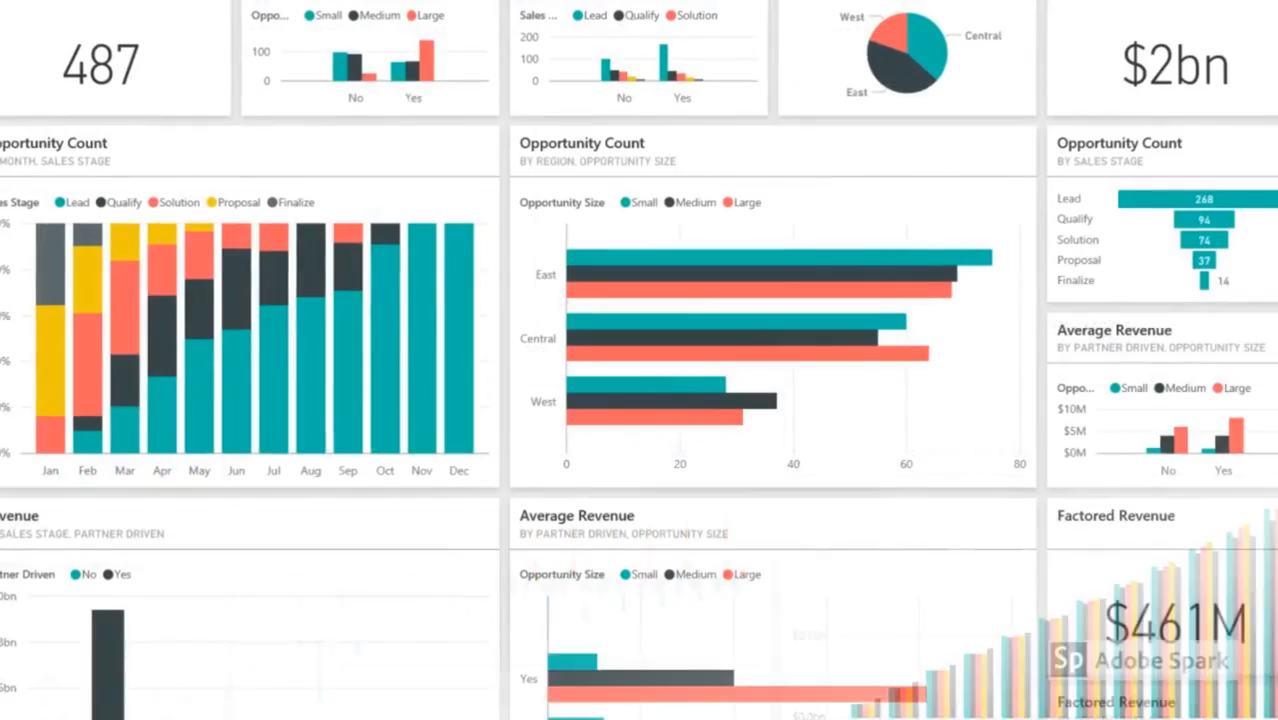 487
Oppo... Small Medium Large
100
0
No Yes
Sales ... Lead Qualify Solution
200
100
0
No Yes
West
Central
East
$2bn
pportunity Count
MONTH, SALES STAGE
es Stage Lead Qualify Solution Proposal Finalize
Jan Feb Mar Apr May Jun Jul Aug Sep Oct Nov Dec
Opportunity Count
BY REGION, OPPORTUNITY SIZE
Opportunity Size Small Medium Large
East
Central
West
0 20 40 60 80
Opportunity Count
BY SALES STAGE
Lead 268
Qualify 94
Solution 74
Proposal 37
Finalize 14
Average Revenue
BY PARTNER DRIVEN, OPPORTUNITY SIZE
Oppo... Small Medium Large
$10M
$5M
$0M
No Yes
venue
SALES STAGE, PARTNER DRIVEN
tner Driven No Yes
0bn
5bn
Average Revenue
BY PARTNER DRIVEN, OPPORTUNITY SIZE
Opportunity Size Small Medium Large
Yes
Factored Revenue
$461M
Sp Adobe Spark
Factored Revenue